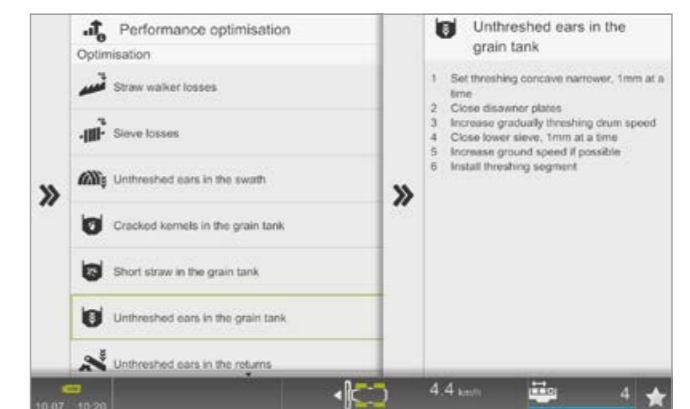 Performance optimisation
Optimisation
Straw walker losses
Sieve losses
Unthreshed ears in the swath
Cracked kernels in the grain tank
Short straw in the grain tank
Unthreshed ears in the grain tank
Unthreshed ears in the returns
Unthreshed ears in the
grain tank
1 Set threshing concave narrower, 1mm at a
time
2 Close disawner plates
3 Increase gradually threshing drum speed
4 Close lower sieve, 1mm at a time
5 Increase ground speed if possible
6 Install threshing segment
10.07 10:20
4.4 km/h
4